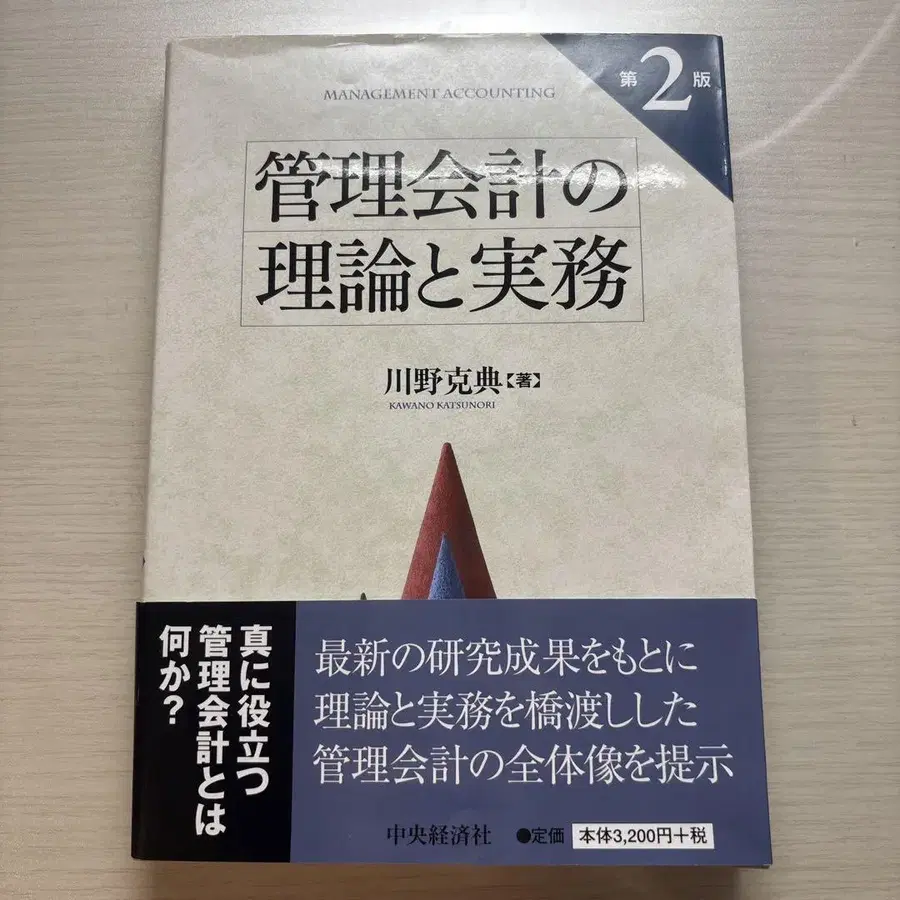 MANAGEMENT ACCOUNTING
第2版
管理会計の
理論と実務
川野克典【著】
KAWANO KATSUNORI
真に役立つ
管理会計とは
何か?
最新の研究成果をもとに
理論と実務を橋渡しした
管理会計の全体像を提示
中央経済社 ●定価 本体3,200円+税